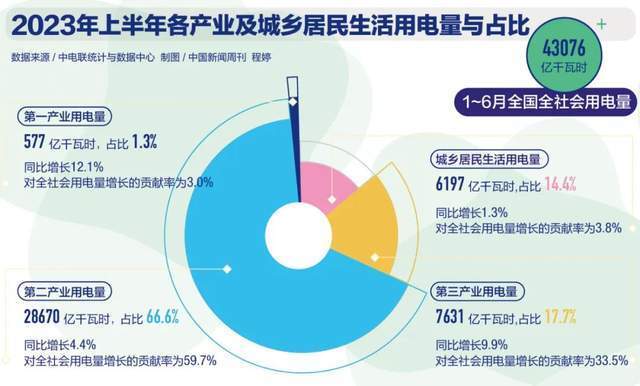 2023年上半年各产业及城乡居民生活用电量与占比
数据来源 / 中电联统计与数据中心  制图 / 中国新闻周刊  程婷
43076
亿千瓦时
1~6月全国全社会用电量
第一产业用电量
577 亿千瓦时，占比 1.3%
同比增长12.1%
对全社会用电量增长的贡献率为3.0%
城乡居民生活用电量
6197 亿千瓦时,占比 14.4%
同比增长1.3%
对全社会用电量增长的贡献率为3.8%
第二产业用电量
28670 亿千瓦时，占比 66.6%
同比增长4.4%
对全社会用电量增长的贡献率为59.7%
第三产业用电量
7631 亿千瓦时,占比 17.7%
同比增长9.9%
对全社会用电量增长的贡献率为33.5%